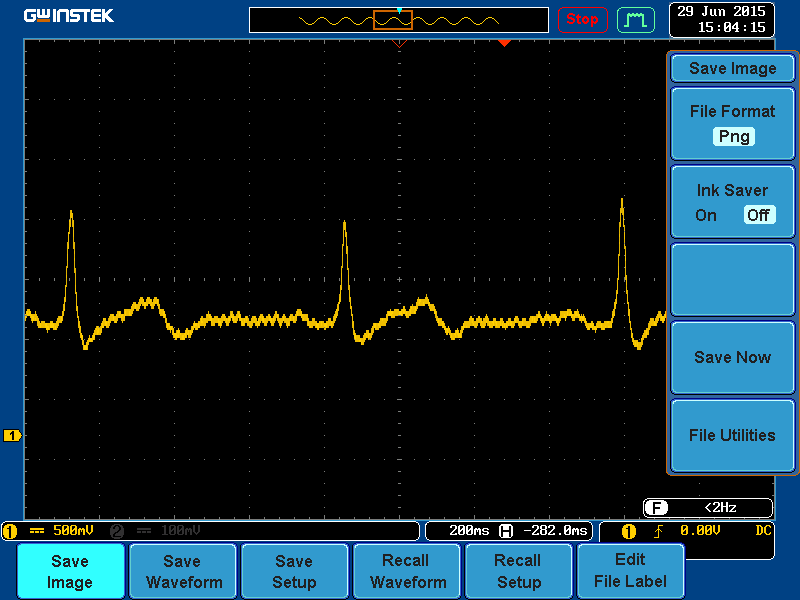 GWINSTEK
Stop
29 Jun 2015
15:04:15
Save Image
File Format
Png
Ink Saver
On Off
Save Now
File Utilities
1
F <2Hz
1 500mV 2 100mV 200ms H -282.0ms 1 0.00V DC
Save Image
Save Waveform
Save Setup
Recall Waveform
Recall Setup
Edit File Label